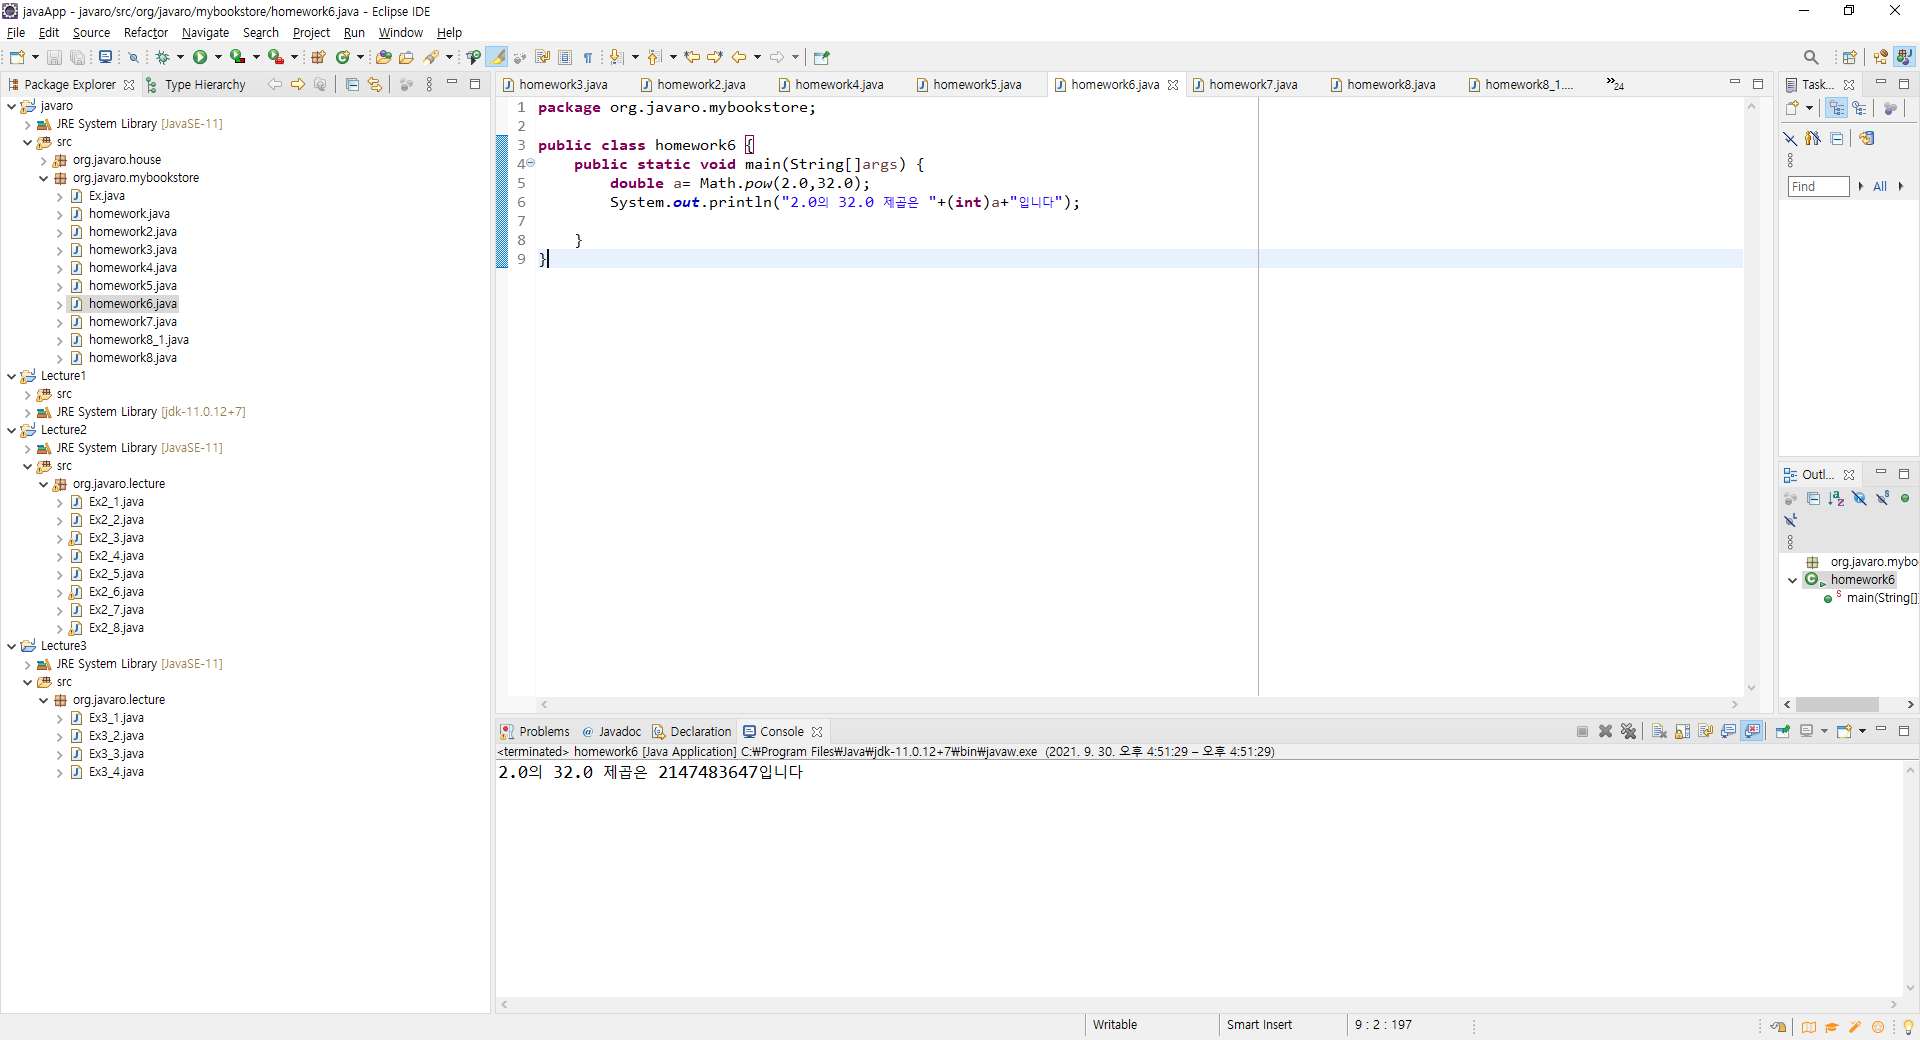 javaApp - javaro/src/org/javaro/mybookstore/homework6.java - Eclipse IDE
File Edit Source Refactor Navigate Search Project Run Window Help
Package Explorer Type Hierarchy
javaro
JRE System Library [JavaSE-11]
src
org.javaro.house
org.javaro.mybookstore
Ex.java
homework.java
homework2.java
homework3.java
homework4.java
homework5.java
homework6.java
homework7.java
homework8_1.java
homework8.java
Lecture1
src
JRE System Library [jdk-11.0.12+7]
Lecture2
JRE System Library [JavaSE-11]
src
org.javaro.lecture
Ex2_1.java
Ex2_2.java
Ex2_3.java
Ex2_4.java
Ex2_5.java
Ex2_6.java
Ex2_7.java
Ex2_8.java
Lecture3
JRE System Library [JavaSE-11]
src
org.javaro.lecture
Ex3_1.java
Ex3_2.java
Ex3_3.java
Ex3_4.java
homework3.java homework2.java homework4.java homework5.java homework6.java homework7.java homework8.java homework8_1.... »24
1 package org.javaro.mybookstore;
2
3 public class homework6 {
4 public static void main(String[]args) {
5 double a= Math.pow(2.0,32.0);
6 System.out.println("2.0의 32.0 제곱은 "+(int)a+"입니다");
7
8 }
9 }
Problems @ Javadoc Declaration Console
<terminated> homework6 [Java Application] C:₩Program Files₩Java₩jdk-11.0.12+7₩bin₩javaw.exe (2021. 9. 30. 오후 4:51:29 – 오후 4:51:29)
2.0의 32.0 제곱은 2147483647입니다
Task...
Find All
Outl...
org.javaro.mybo
homework6
S main(String[]
Writable Smart Insert 9 : 2 : 197